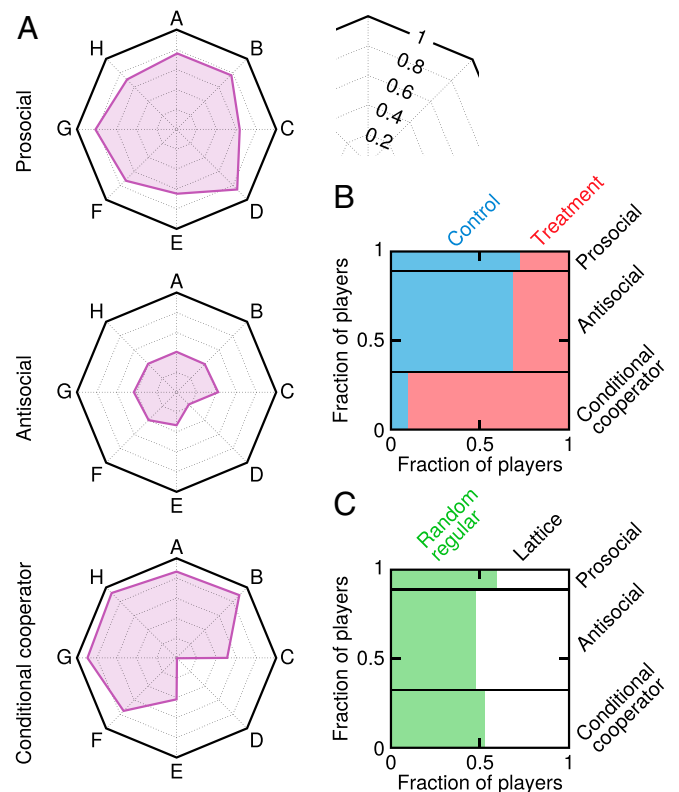 A
Prosocial
A
B
C
D
E
F
G
H
1
0.8
0.6
0.4
0.2
Antisocial
A
B
C
D
E
F
G
H
Conditional cooperator
A
B
C
D
E
F
G
H
B
Control
Treatment
Prosocial
Antisocial
Conditional
cooperator
Fraction of players
1
0.5
0
0
0.5
1
Fraction of players
C
Random
regular
Lattice
Prosocial
Antisocial
Conditional
cooperator
Fraction of players
1
0.5
0
0
0.5
1
Fraction of players